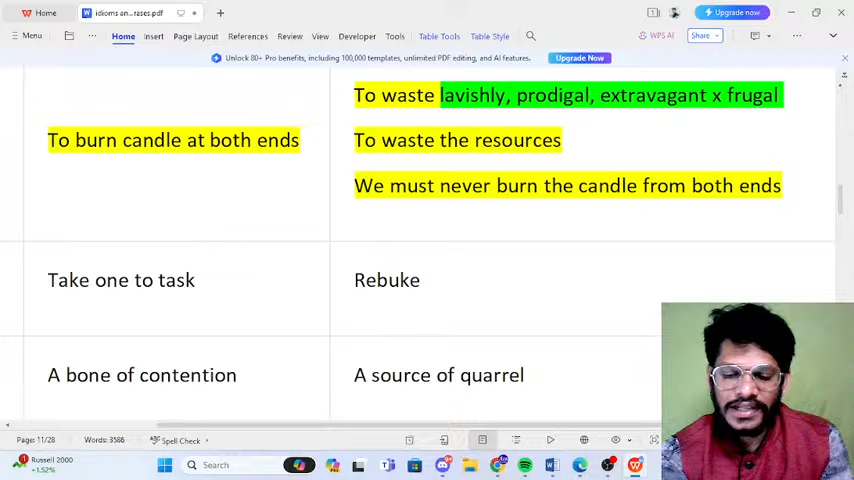 Home
idioms an...rases.pdf
Upgrade now
Menu
Home Insert Page Layout References Review View Developer Tools Table Tools Table Style
WPS AI
Share
Unlock 80+ Pro benefits, including 100,000 templates, unlimited PDF editing, and AI features.
Upgrade Now
To burn candle at both ends
To waste lavishly, prodigal, extravagant x frugal
To waste the resources
We must never burn the candle from both ends
Take one to task
Rebuke
A bone of contention
A source of quarrel
Page: 11/28 Words: 3586 Spell Check
Russell 2000
+1.52%
Search